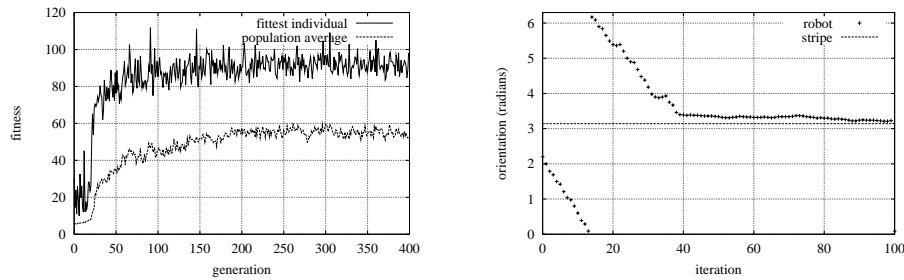 120
100
80
60
40
20
0
fitness
fittest individual
population average
0 50 100 150 200 250 300 350 400
generation
6
5
4
3
2
1
0
orientation (radians)
robot
stripe
0 20 40 60 80 100
iteration